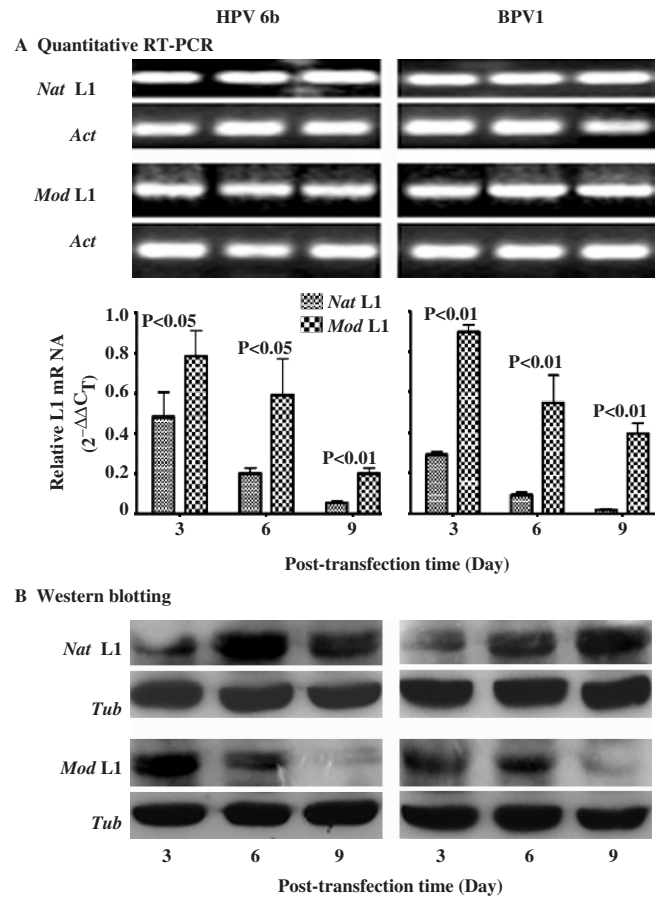 HPV 6b BPV1
A Quantitative RT-PCR
Nat L1
Act
Mod L1
Act
Nat L1
Mod L1
Relative L1 mR NA
(2−ΔΔCT)
1.0
0.8
0.6
0.4
0.2
0
P<0.05
P<0.05
P<0.01
P<0.01
P<0.01
P<0.01
3 6 9 3 6 9
Post-transfection time (Day)
B Western blotting
Nat L1
Tub
Mod L1
Tub
3 6 9 3 6 9
Post-transfection time (Day)